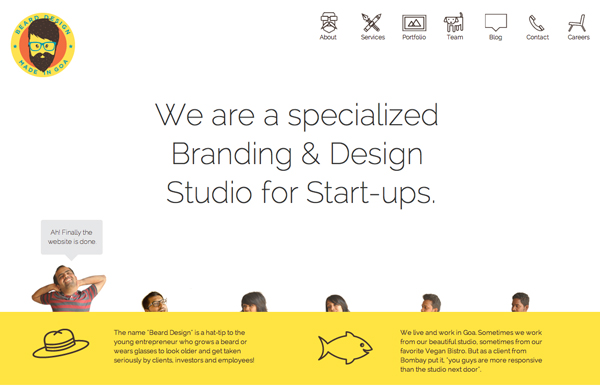 BEARD DESIGN
MADE IN GOA
About
Services
Portfolio
Team
Blog
Contact
Careers
We are a specialized
Branding & Design
Studio for Start-ups.
Ah! Finally the
website is done
The name "Beard Design" is a hat-tip to the
young entrepreneur who grows a beard or
wears glasses to look older and get taken
seriously by clients, investors and employees!
We live and work in Goa. Sometimes we work
from our beautiful studio, sometimes from our
favorite Vegan Bistro. But as a client from
Bombay put it, "you guys are more responsive
than the studio next door".